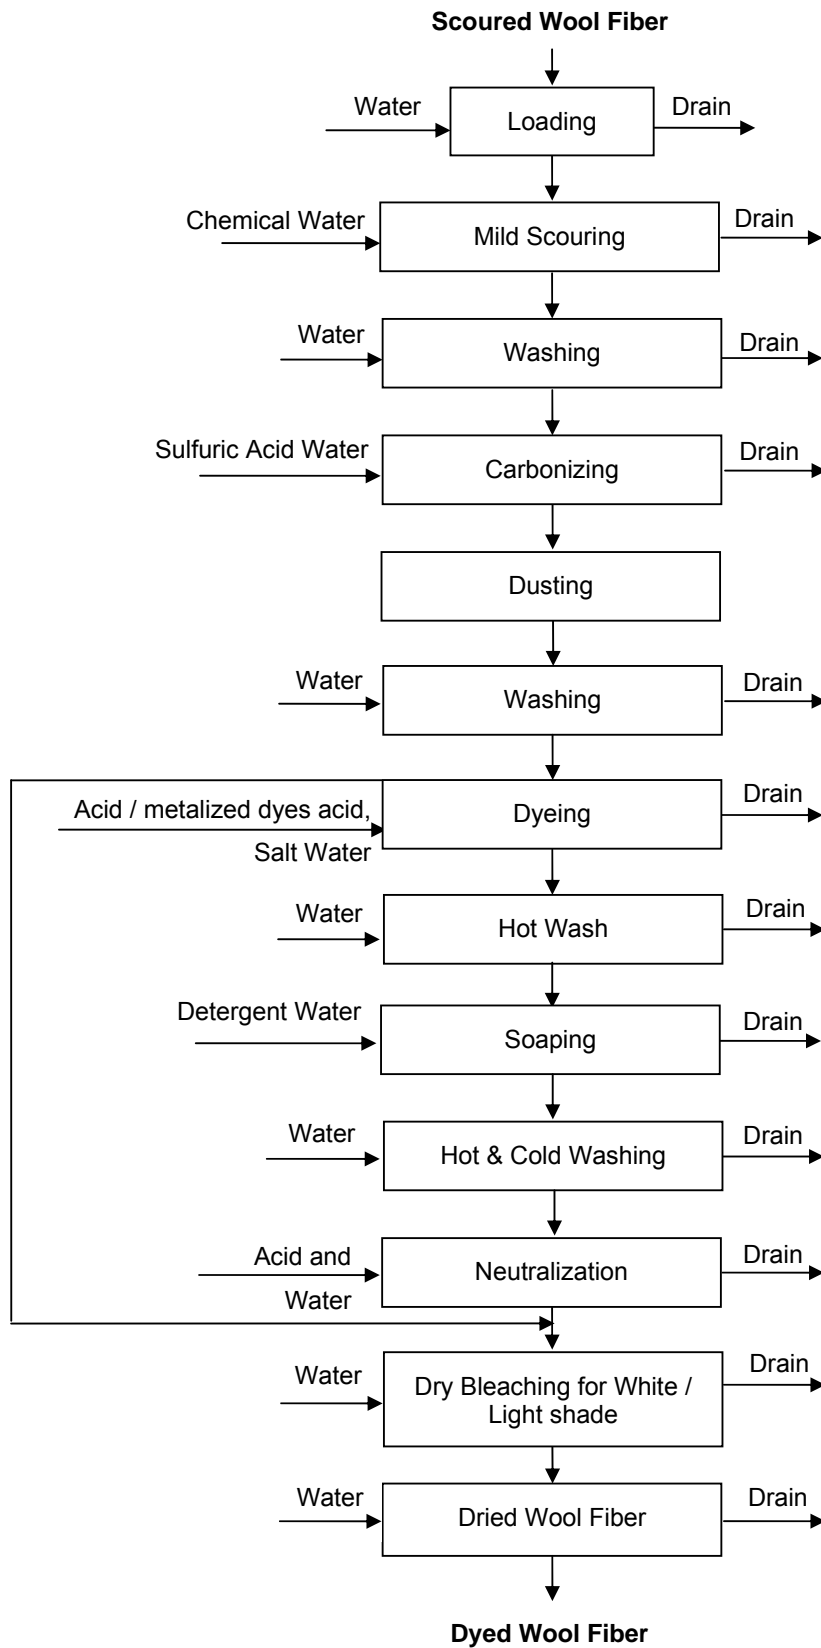 Scoured Wool Fiber
Water
Loading
Drain
Chemical Water
Mild Scouring
Drain
Water
Washing
Drain
Sulfuric Acid Water
Carbonizing
Drain
Dusting
Water
Washing
Drain
Acid / metalized dyes acid,
Salt Water
Dyeing
Drain
Water
Hot Wash
Drain
Detergent Water
Soaping
Drain
Water
Hot & Cold Washing
Drain
Acid and
Water
Neutralization
Drain
Water
Dry Bleaching for White /
Light shade
Drain
Water
Dried Wool Fiber
Drain
Dyed Wool Fiber